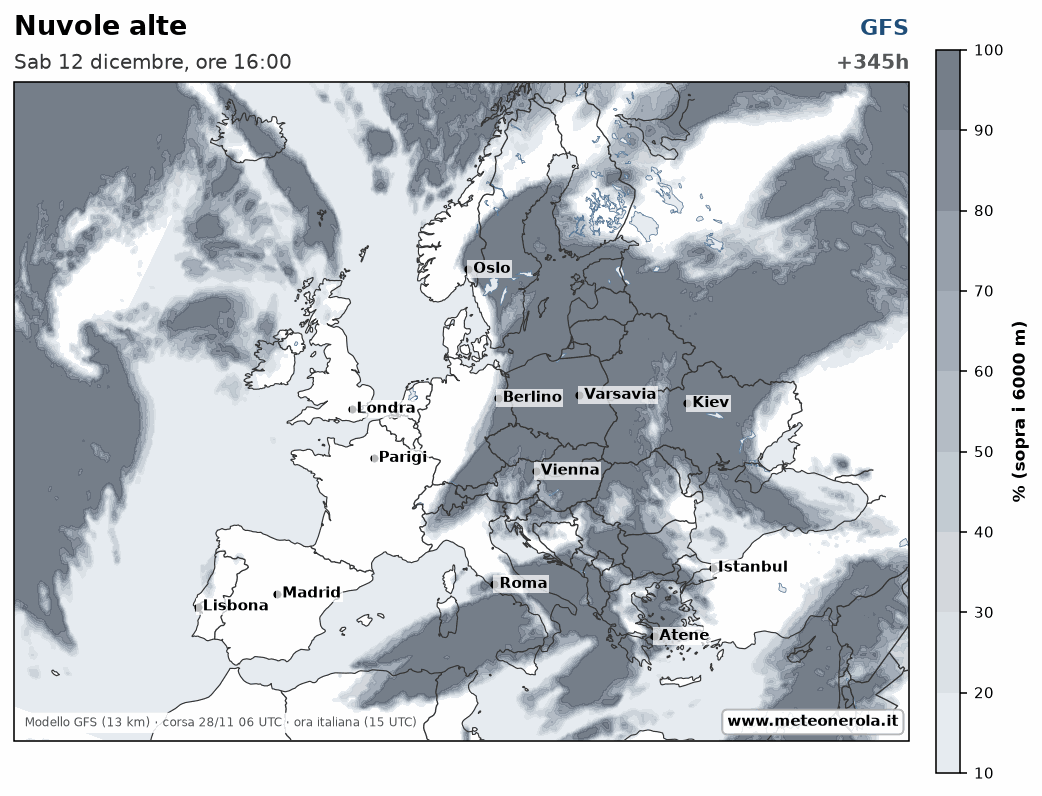 Nuvole alte
GFS
Sab 12 dicembre, ore 16:00
+345h
100
90
80
70
60
50
40
30
20
10
% (sopra i 6000 m)
Oslo
Berlino
Varsavia
Kiev
Londra
Parigi
Vienna
Istanbul
Roma
Madrid
Lisbona
Atene
Modello GFS (13 km) · corsa 28/11 06 UTC · ora italiana (15 UTC)
www.meteonerola.it